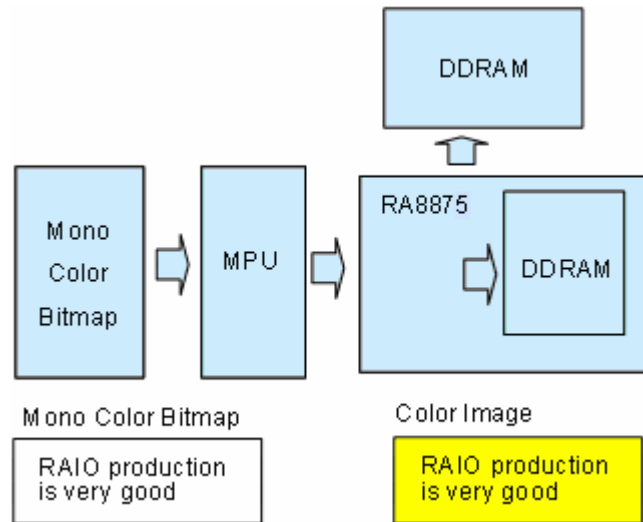 DDRAM
Mono
Color
Bitmap
MPU
RA8875
DDRAM
Mono Color Bitmap
RAIO production
is very good
Color Image
RAIO production
is very good